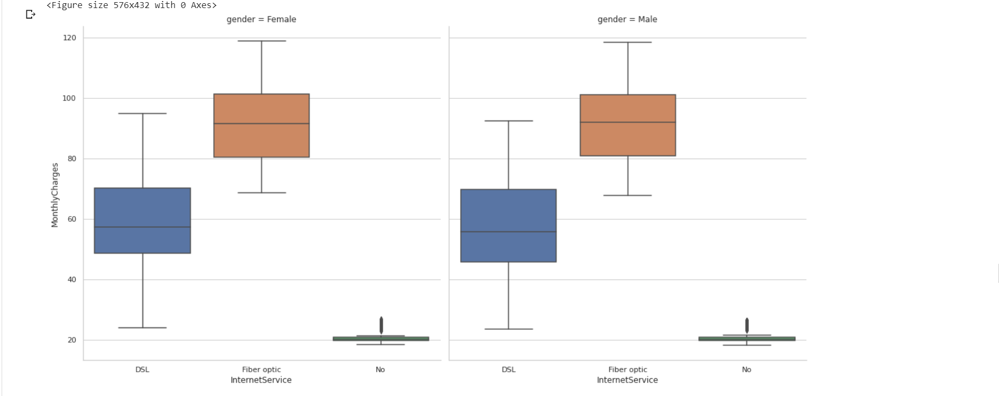 <Figure size 576x432 with 0 Axes>
gender = Female
gender = Male
120
100
80
60
40
20
MonthlyCharges
DSL
Fiber optic
No
DSL
Fiber optic
No
InternetService
InternetService